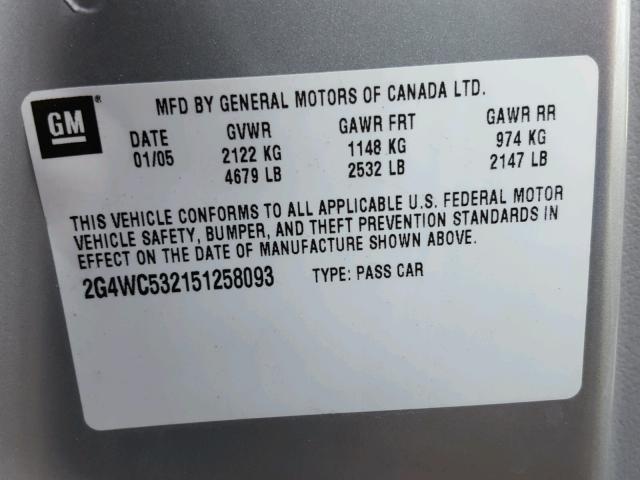 GM
®
MFD BY GENERAL MOTORS OF CANADA LTD.
DATE GVWR GAWR FRT GAWR RR
01/05 2122 KG 1148 KG 974 KG
4679 LB 2532 LB 2147 LB
THIS VEHICLE CONFORMS TO ALL APPLICABLE U.S. FEDERAL MOTOR
VEHICLE SAFETY, BUMPER, AND THEFT PREVENTION STANDARDS IN
EFFECT ON THE DATE OF MANUFACTURE SHOWN ABOVE.
2G4WC532151258093 TYPE: PASS CAR